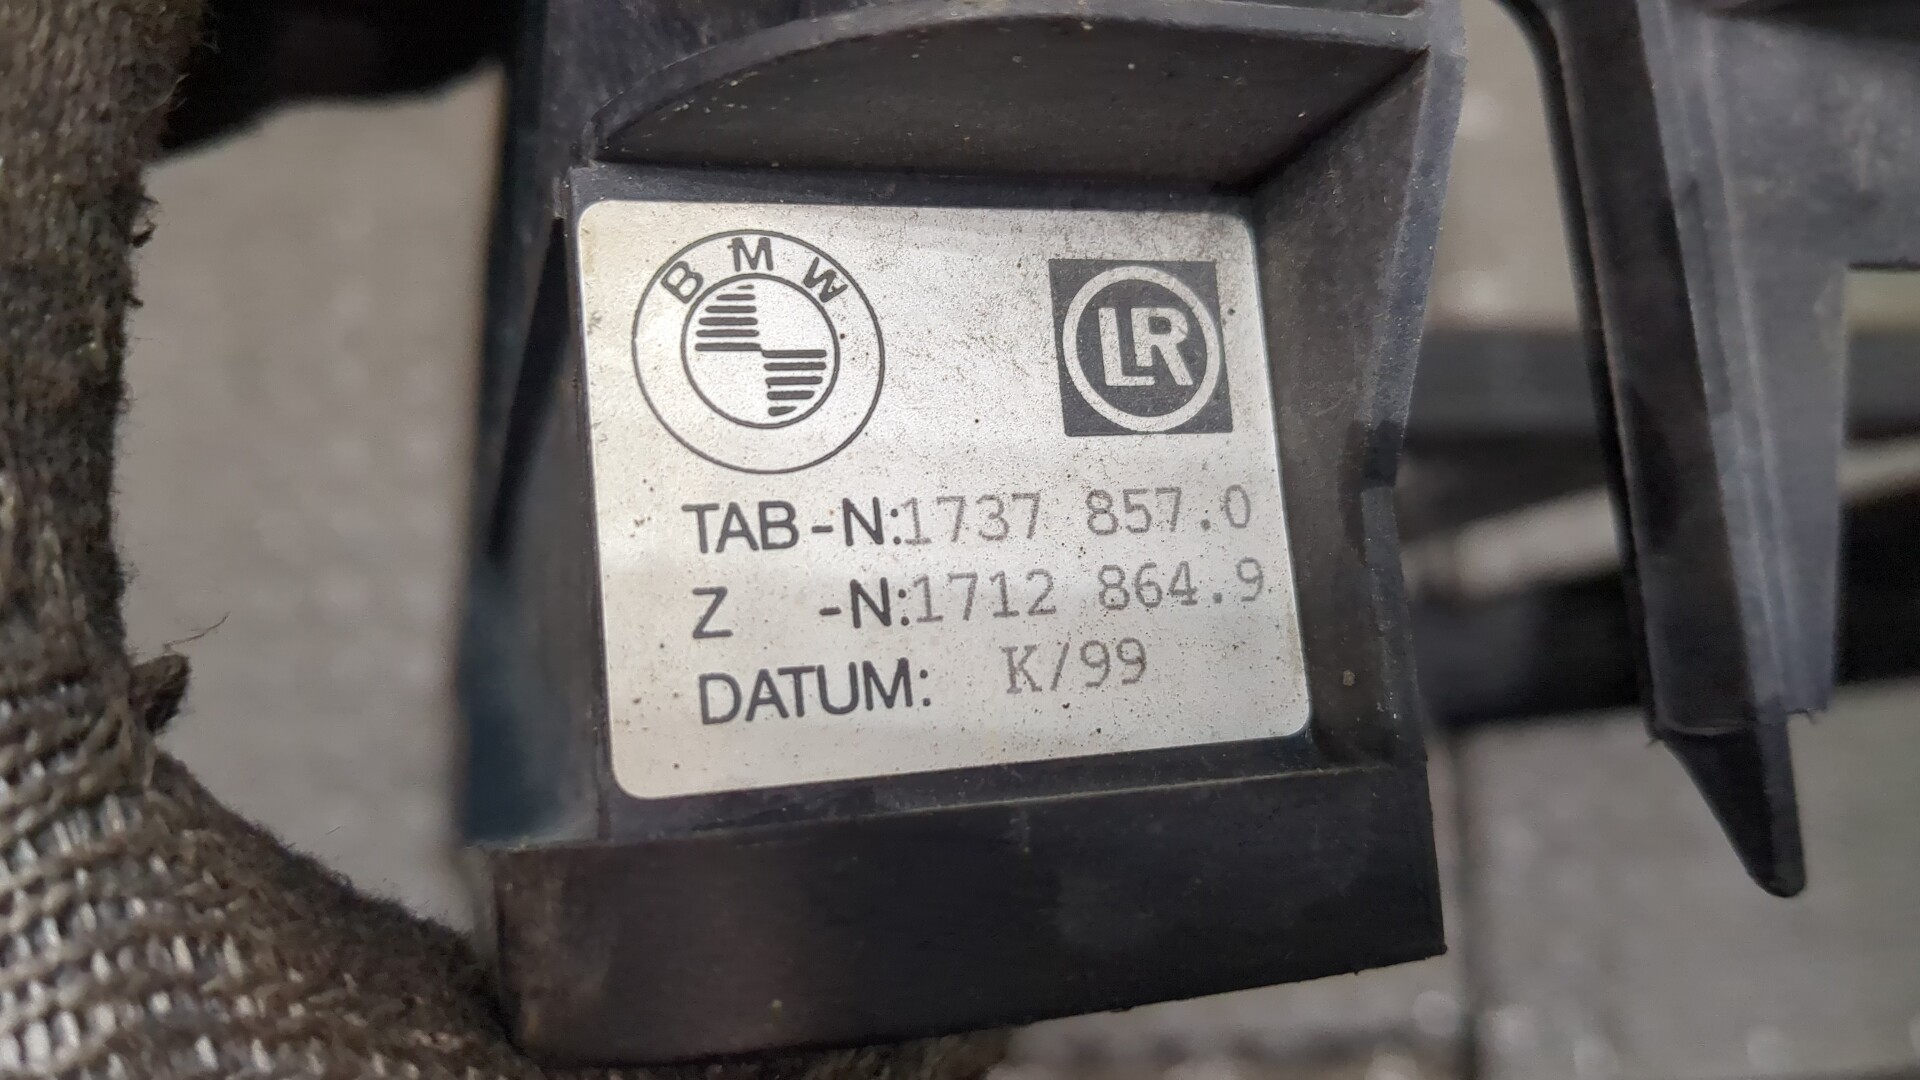 BMW
LR
TAB-N:1737 857.0
Z -N:1712 864.9
DATUM: K/99